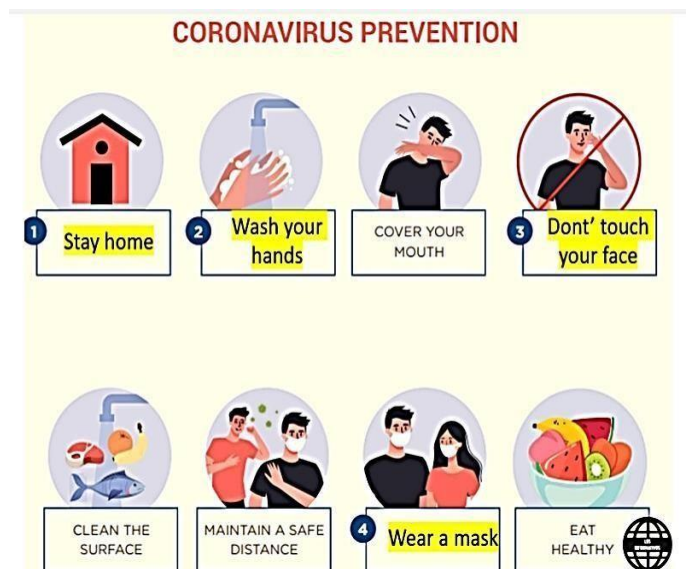 CORONAVIRUS PREVENTION
1
Stay home
2
Wash your
hands
COVER YOUR
MOUTH
3
Dont' touch
your face
CLEAN THE
SURFACE
MAINTAIN A SAFE
DISTANCE
4
Wear a mask
EAT
HEALTHY